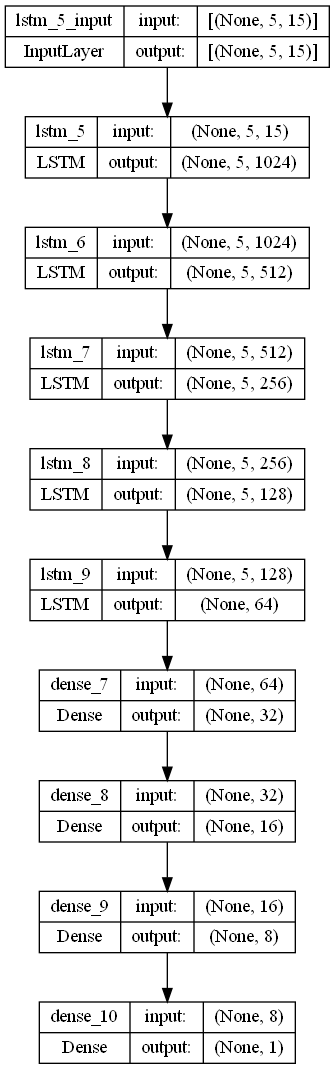 lstm_5_input input: [(None, 5, 15)]
InputLayer output: [(None, 5, 15)]
lstm_5 input: (None, 5, 15)
LSTM output: (None, 5, 1024)
lstm_6 input: (None, 5, 1024)
LSTM output: (None, 5, 512)
lstm_7 input: (None, 5, 512)
LSTM output: (None, 5, 256)
lstm_8 input: (None, 5, 256)
LSTM output: (None, 5, 128)
lstm_9 input: (None, 5, 128)
LSTM output: (None, 64)
dense_7 input: (None, 64)
Dense output: (None, 32)
dense_8 input: (None, 32)
Dense output: (None, 16)
dense_9 input: (None, 16)
Dense output: (None, 8)
dense_10 input: (None, 8)
Dense output: (None, 1)